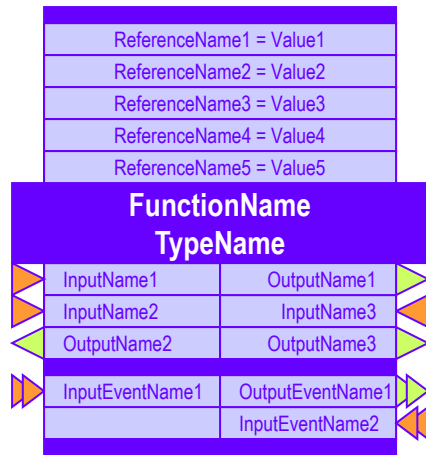 ReferenceName1 = Value1
ReferenceName2 = Value2
ReferenceName3 = Value3
ReferenceName4 = Value4
ReferenceName5 = Value5
FunctionName
TypeName
InputName1 OutputName1
InputName2 InputName3
OutputName2 OutputName3
InputEventName1 OutputEventName1
InputEventName2